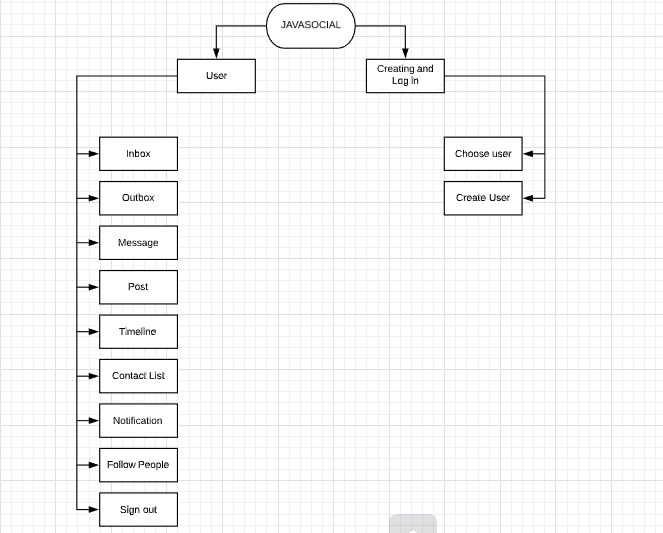 JAVASOCIAL
User
Creating and
Log in
Inbox
Choose user
Outbox
Create User
Message
Post
Timeline
Contact List
Notification
Follow People
Sign out